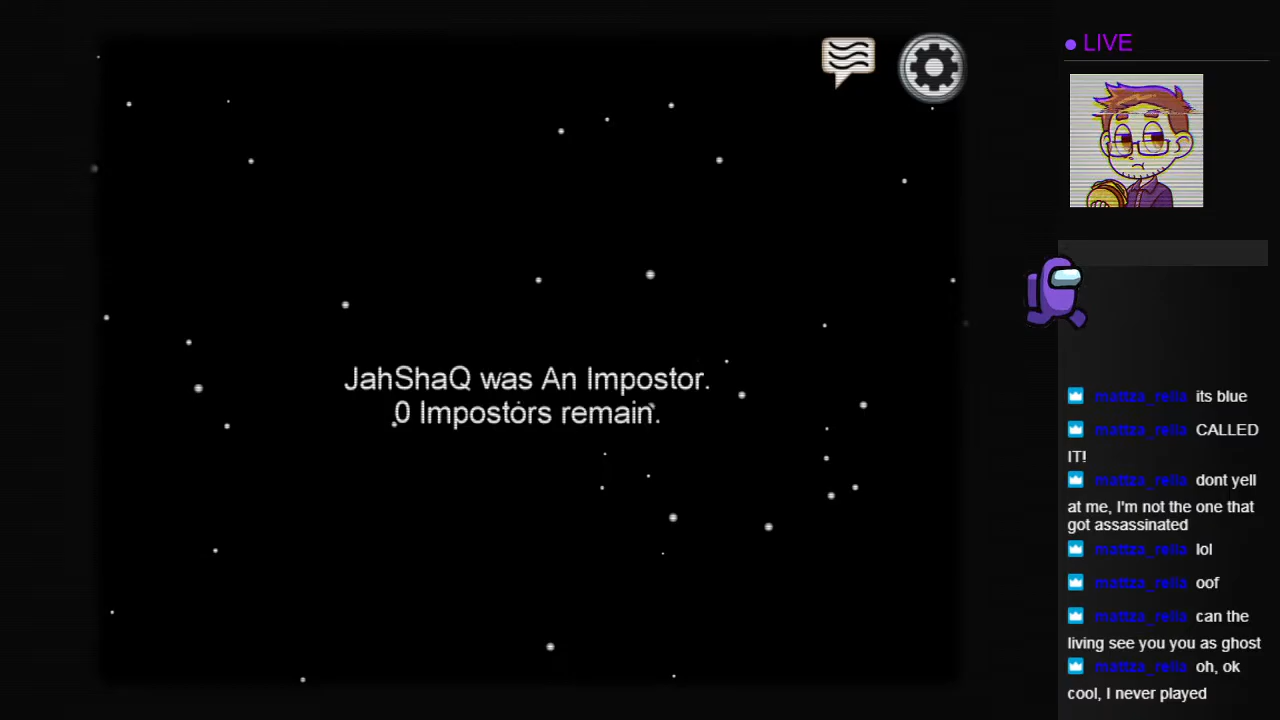 LIVE
JahShaQ was An Impostor.
0 Impostors remain.
mattza_rella its blue
mattza_rella CALLED
IT!
mattza_rella dont yell
at me, I'm not the one that
got assassinated
mattza_rella lol
mattza_rella oof
mattza_rella can the
living see you you as ghost
mattza_rella oh, ok
cool, I never played